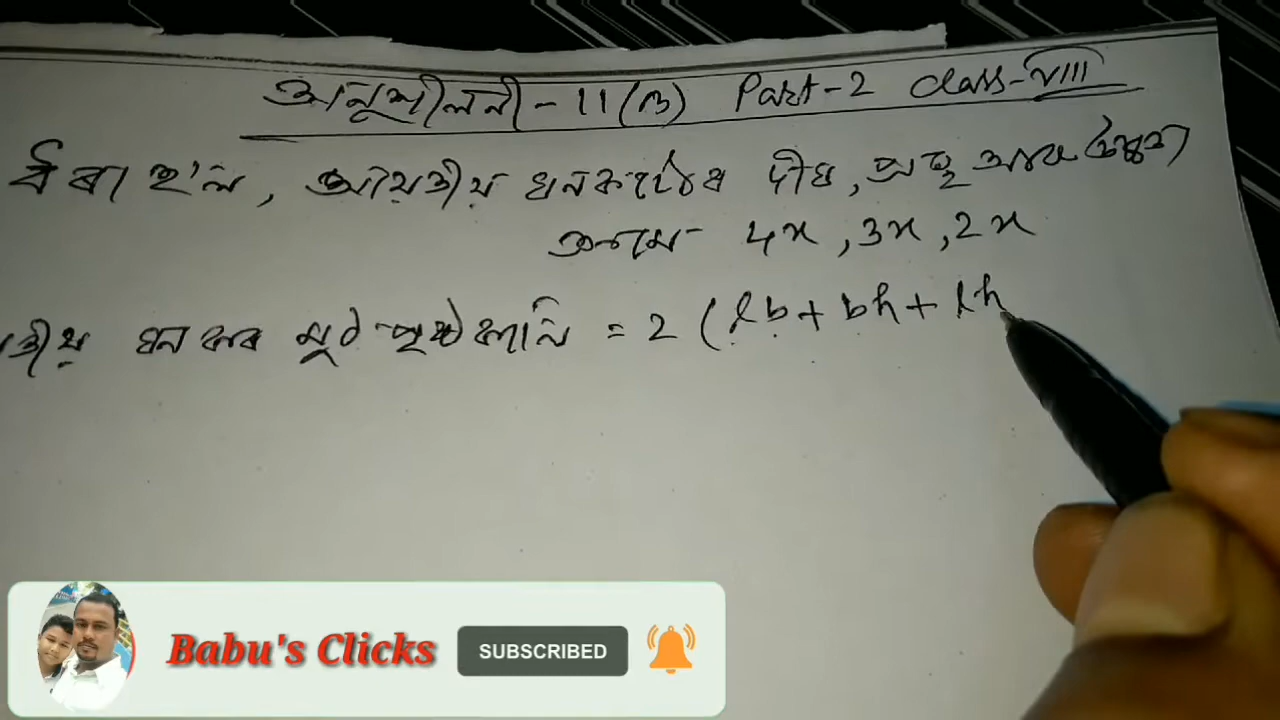 অনুশীলনী - 11(3) Part-2 Class-VIII
ধৰা হ'ল, আয়তীয় ঘনকটোৰ দীঘ, প্ৰস্থ আৰু উচ্চতা
ক্ৰমে- 4x, 3x, 2x
তীয় ঘনকৰ মুঠ পৃষ্ঠকালি = 2 (lb + bh + lh
Babu's Clicks
SUBSCRIBED